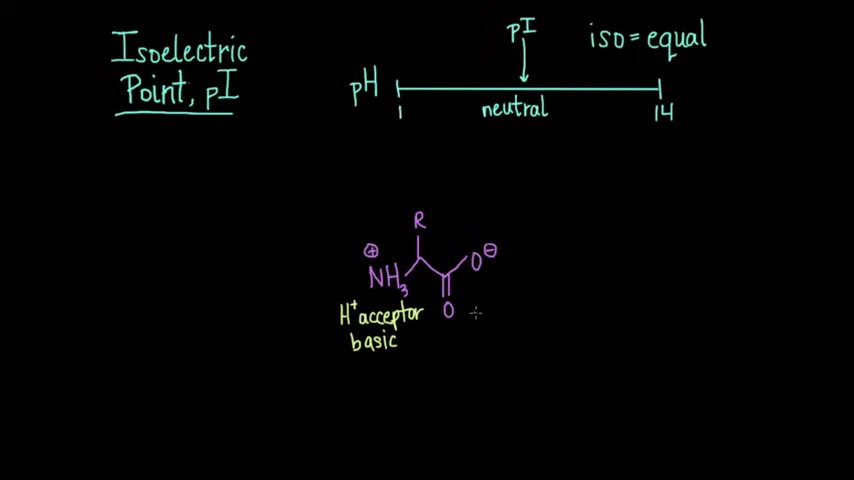 Isoelectric
Point, pI
pI
iso = equal
pH
1
neutral
14
R
⊕
⊖
NH₃
O
O
H⁺ acceptor
basic